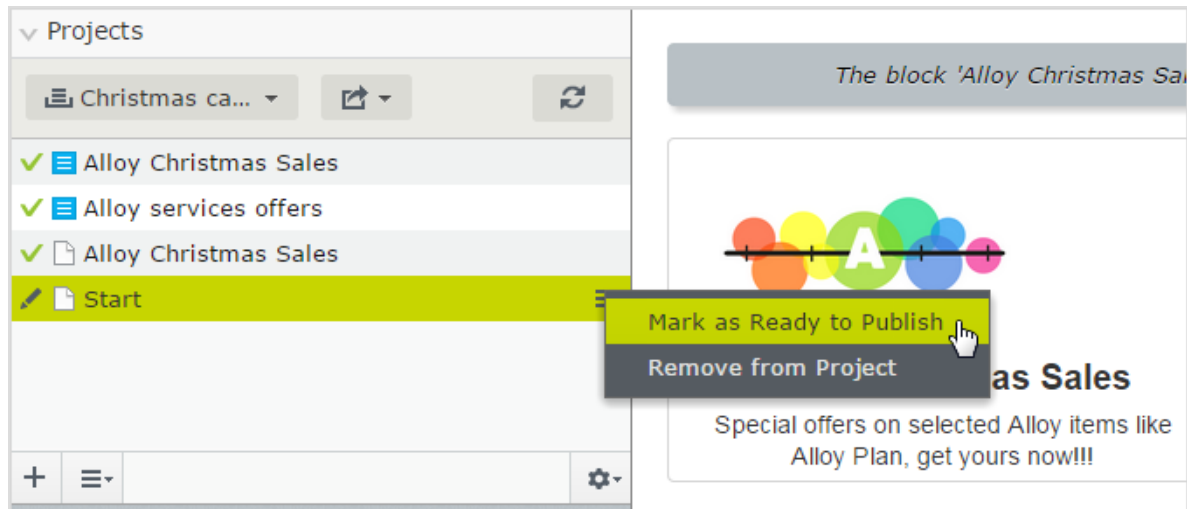 Projects
Christmas ca...
Alloy Christmas Sales
Alloy services offers
Alloy Christmas Sales
Start
The block 'Alloy Christmas Sal
A
Mark as Ready to Publish
Remove from Project
as Sales
Special offers on selected Alloy items like
Alloy Plan, get yours now!!!